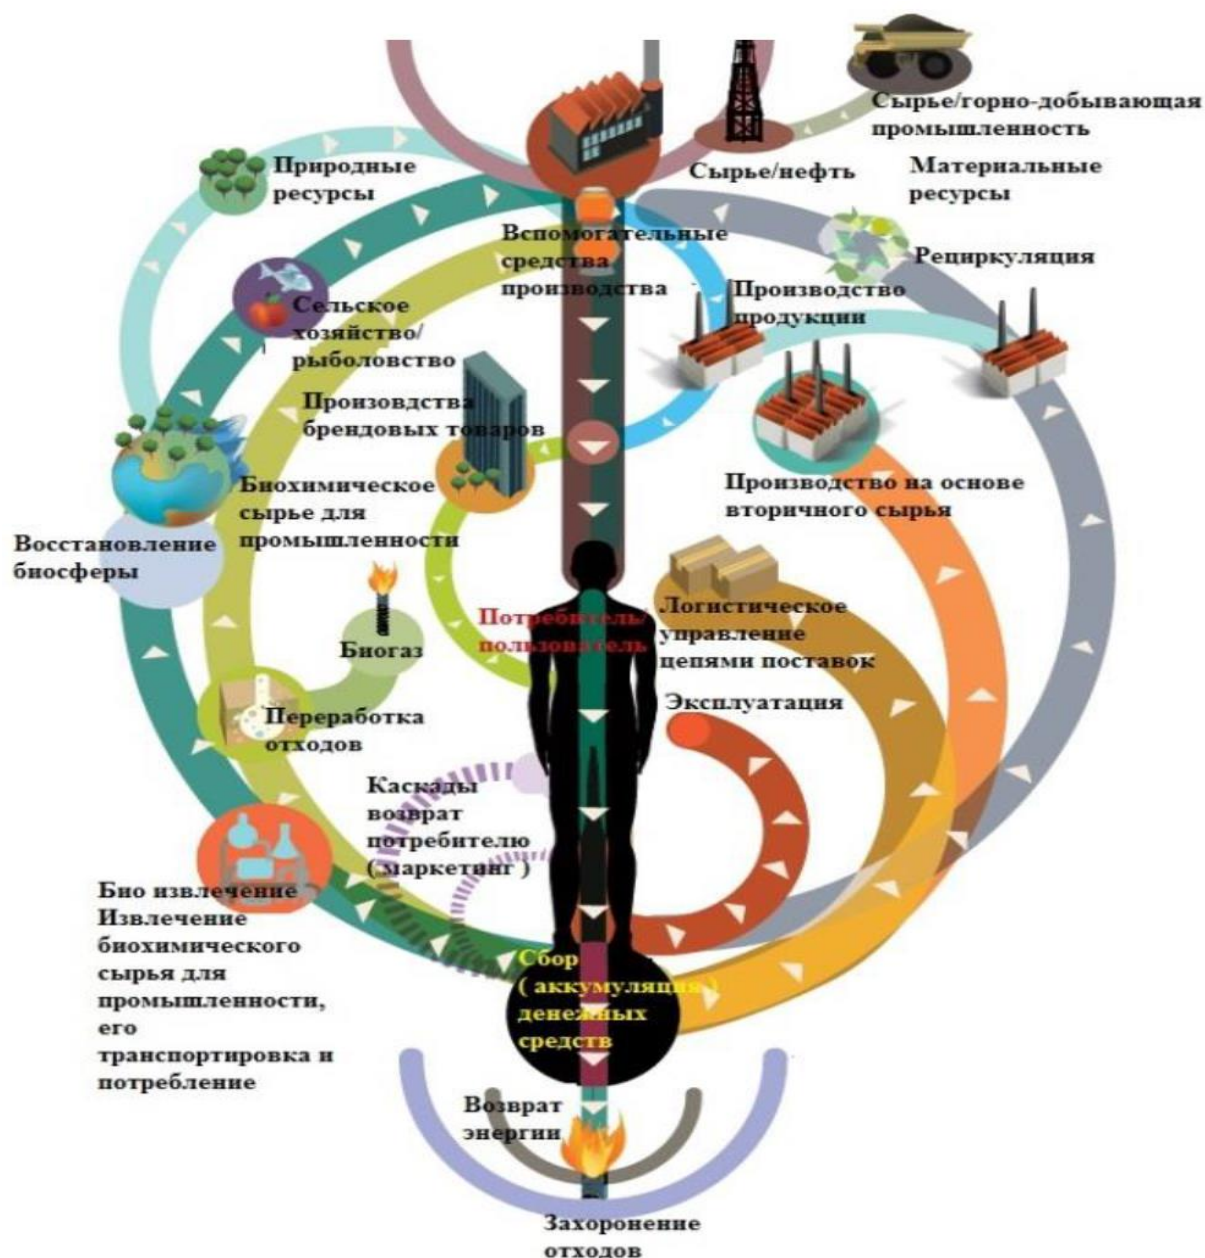 Сырье/горно-добывающая
промышленность
Природные
ресурсы
Сырье/нефть
Материальные
ресурсы
Вспомогательные
средства
производства
Рециркуляция
Производство
продукции
Сельское
хозяйство/
рыболовство
Произовдства
брендовых товаров
Биохимическое
сырье для
промышленности
Производство на основе
вторичного сырья
Восстановление
биосферы
Потребитель/
пользователь
Логистическое
управление
цепями поставок
Биогаз
Эксплуатация
Переработка
отходов
Каскады
возврат
потребителю
( маркетинг )
Био извлечение
Извлечение
биохимического
сырья для
промышленности,
его
транспортировка и
потребление
Сбор
( аккумуляция )
денежных
средств
Возврат
энергии
Захоронение
отходов